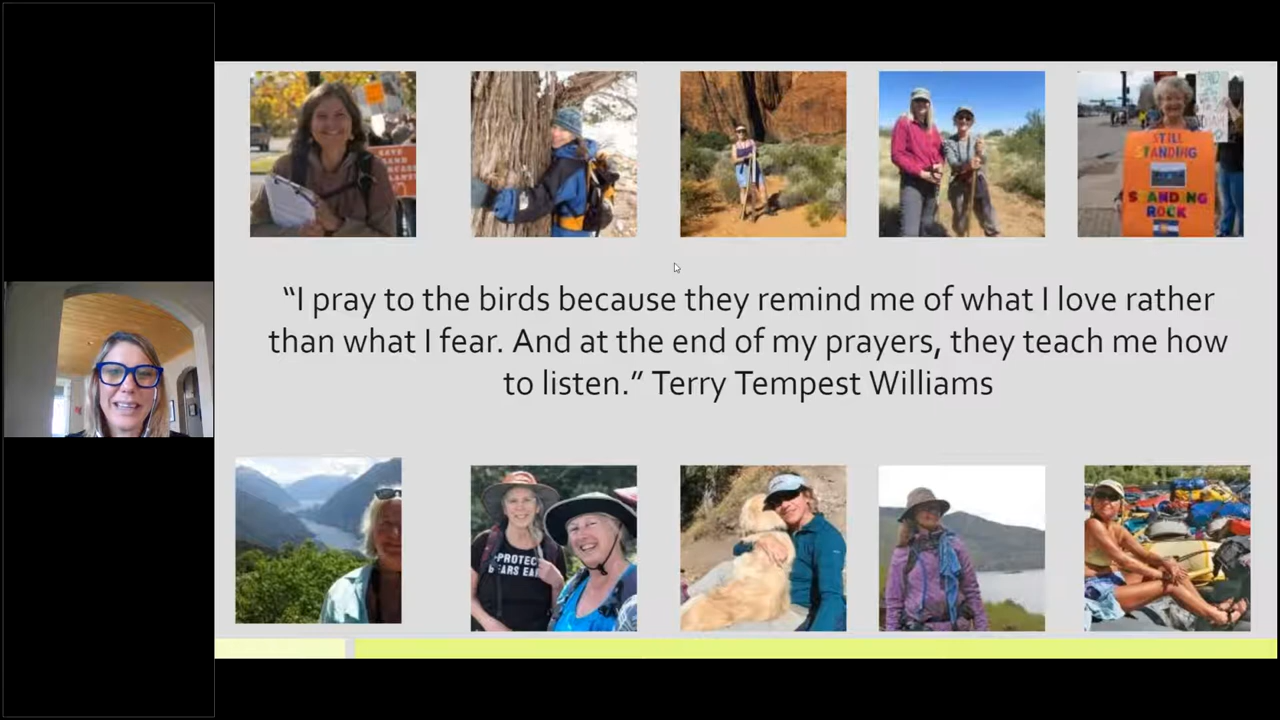 STILL
STANDING
STANDING
ROCK
“I pray to the birds because they remind me of what I love rather
than what I fear. And at the end of my prayers, they teach me how
to listen.” Terry Tempest Williams
PROTECT
EARS